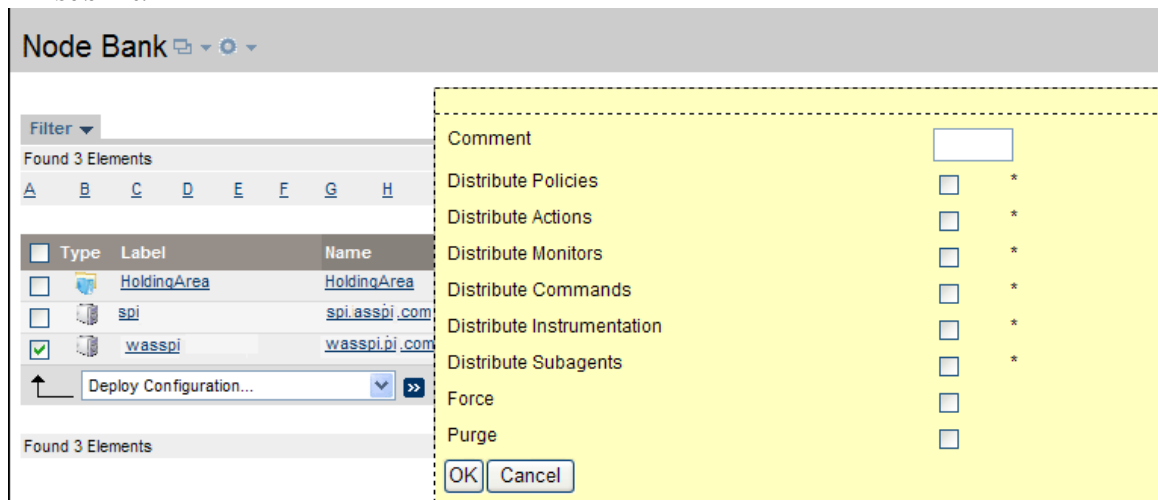 Node Bank
Filter
Found 3 Elements
A B C D E F G H
Type Label Name
HoldingArea HoldingArea
spi spi.asspi.com
wasspi wasspi.pi.com
Deploy Configuration...
Found 3 Elements
Comment
Distribute Policies *
Distribute Actions *
Distribute Monitors *
Distribute Commands *
Distribute Instrumentation *
Distribute Subagents *
Force
Purge
OK Cancel